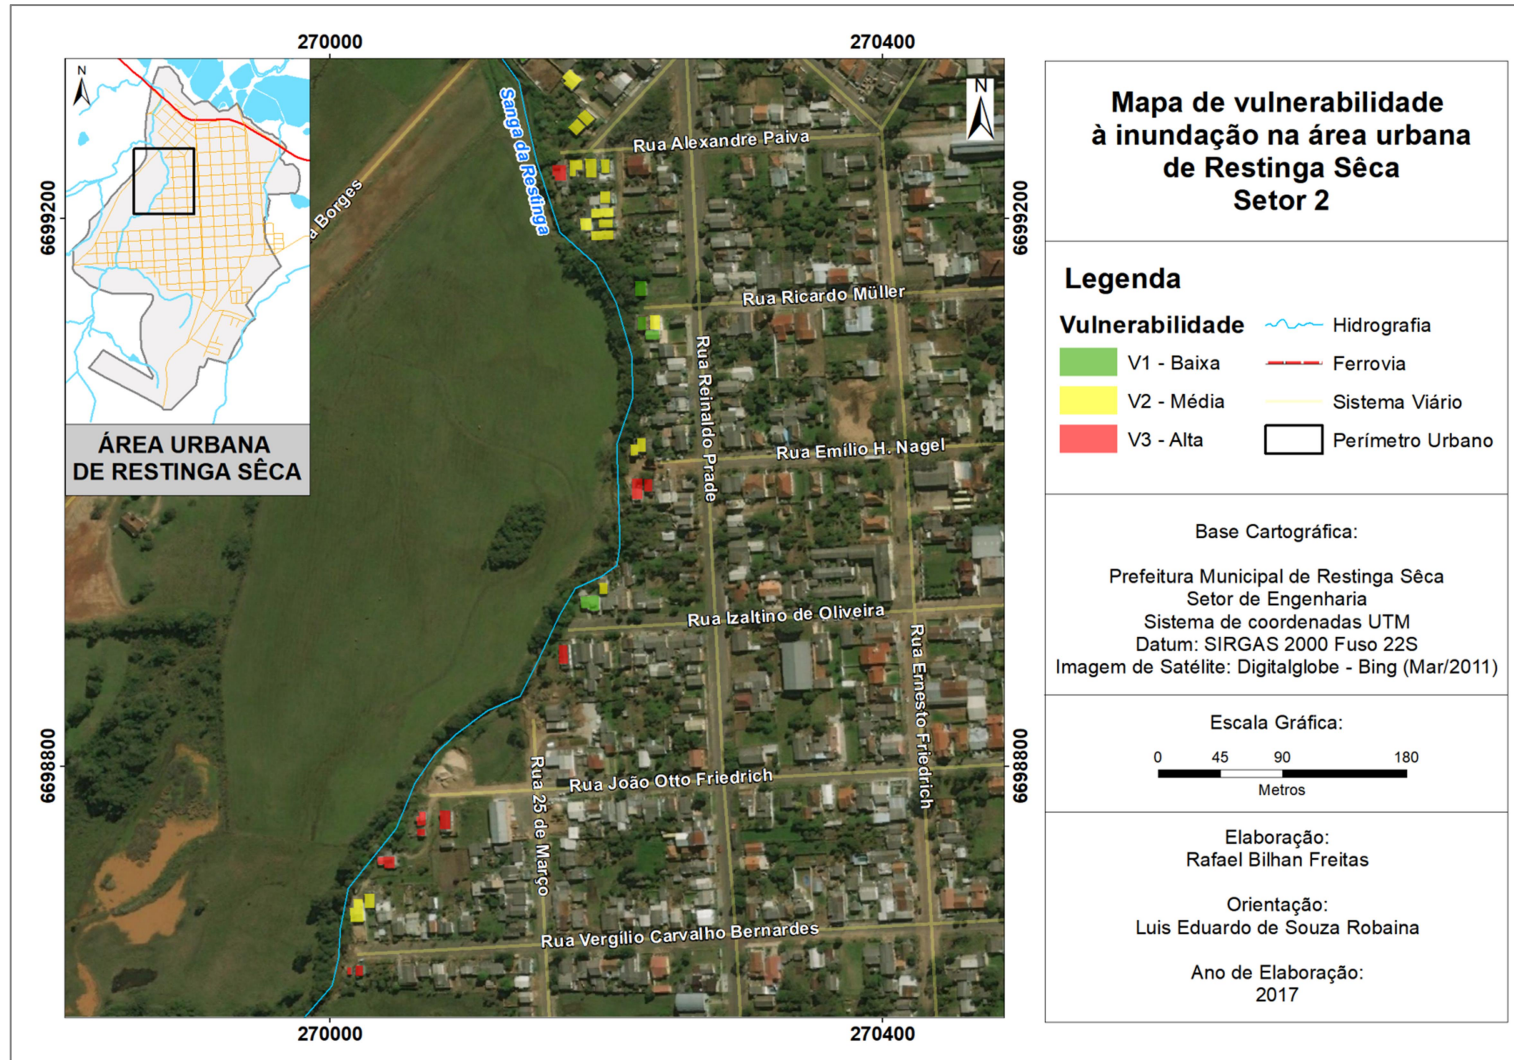 270000
270400
N
6699200
6698800
ÁREA URBANA
DE RESTINGA SÊCA
a Borges
Sanga da Restinga
N
Rua Alexandre Paiva
Rua Ricardo Müller
Rua Reinaldo Prade
Rua Emílio H. Nagel
Rua Izaltino de Oliveira
Rua Ernesto Friedrich
Rua João Otto Friedrich
Rua 25 de Março
Rua Vergílio Carvalho Bernardes
6699200
6698800
270000
270400
Mapa de vulnerabilidade
à inundação na área urbana
de Restinga Sêca
Setor 2
Legenda
Vulnerabilidade
V1 - Baixa
V2 - Média
V3 - Alta
Hidrografia
Ferrovia
Sistema Viário
Perímetro Urbano
Base Cartográfica:
Prefeitura Municipal de Restinga Sêca
Setor de Engenharia
Sistema de coordenadas UTM
Datum: SIRGAS 2000 Fuso 22S
Imagem de Satélite: Digitalglobe - Bing (Mar/2011)
Escala Gráfica:
0 45 90 180
Metros
Elaboração:
Rafael Bilhan Freitas
Orientação:
Luis Eduardo de Souza Robaina
Ano de Elaboração:
2017